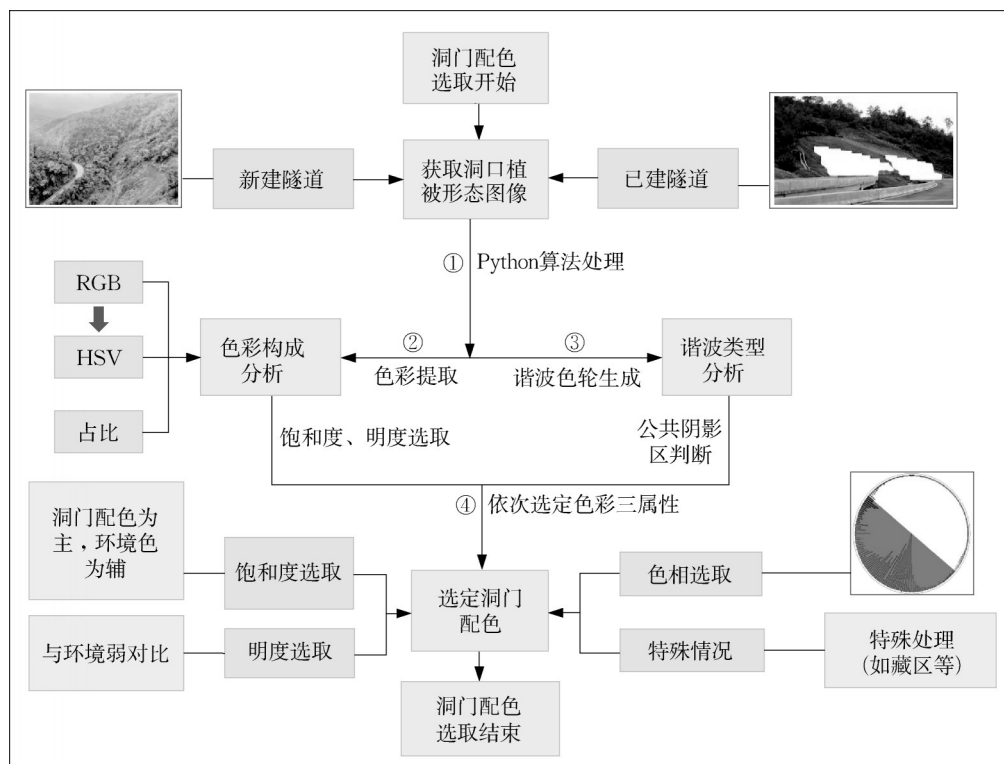 洞门配色
选取开始
新建隧道
获取洞口植
被形态图像
已建隧道
①
Python算法处理
RGB
HSV
占比
色彩构成
分析
②
色彩提取
③
谐波色轮生成
谐波类型
分析
饱和度、明度选取
公共阴影
区判断
④
依次选定色彩三属性
洞门配色为
主，环境色
为辅
饱和度选取
与环境弱对比
明度选取
选定洞门
配色
色相选取
特殊情况
特殊处理
(如藏区等)
洞门配色
选取结束